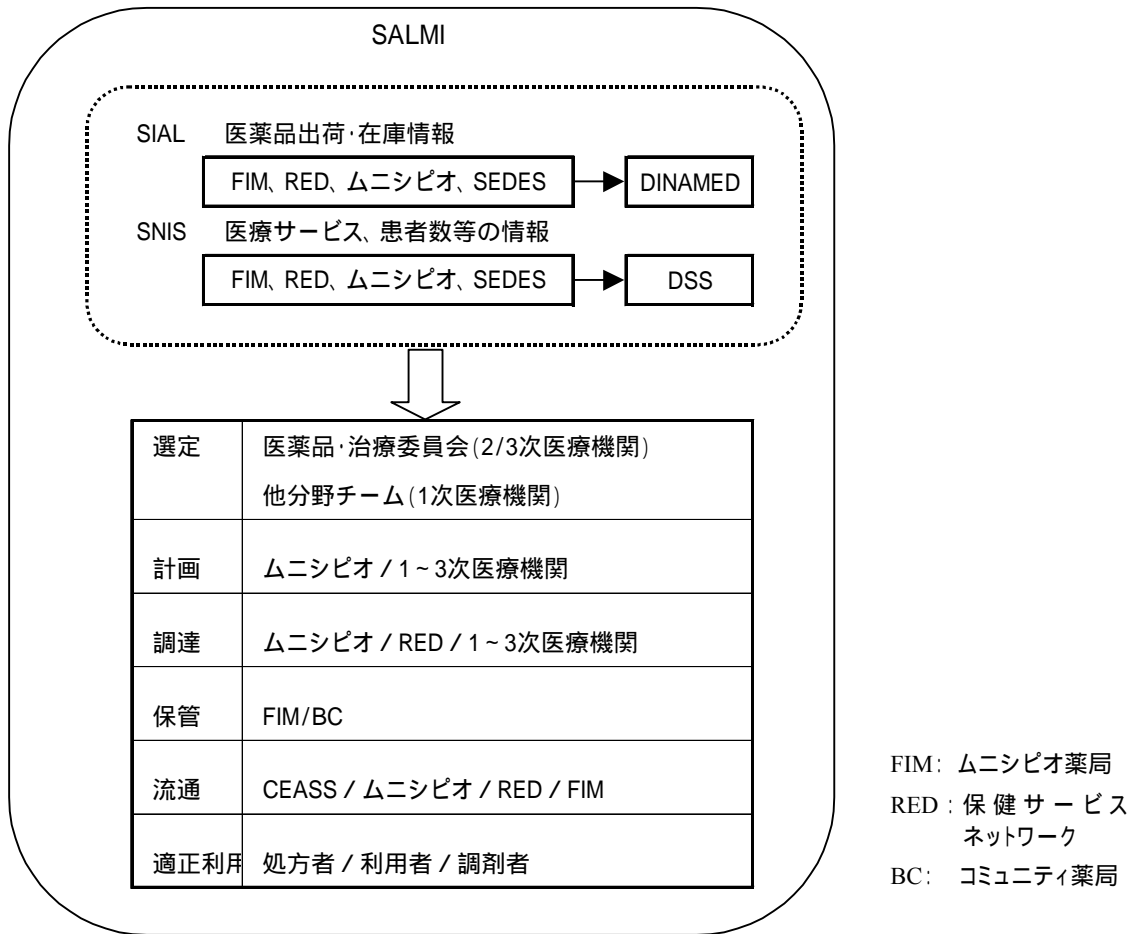 SALMI
SIAL 医薬品出荷・在庫情報
FIM、RED、ムニシピオ、SEDES DINAMED
SNIS 医療サービス、患者数等の情報
FIM、RED、ムニシピオ、SEDES DSS
選定 医薬品・治療委員会(2/3次医療機関)
他分野チーム(1次医療機関)
計画 ムニシピオ / 1~3次医療機関
調達 ムニシピオ / RED / 1~3次医療機関
保管 FIM/BC
流通 CEASS / ムニシピオ / RED / FIM
適正利用 処方者 / 利用者 / 調剤者
FIM: ムニシピオ薬局
RED:保健サービス
ネットワーク
BC: コミュニティ薬局